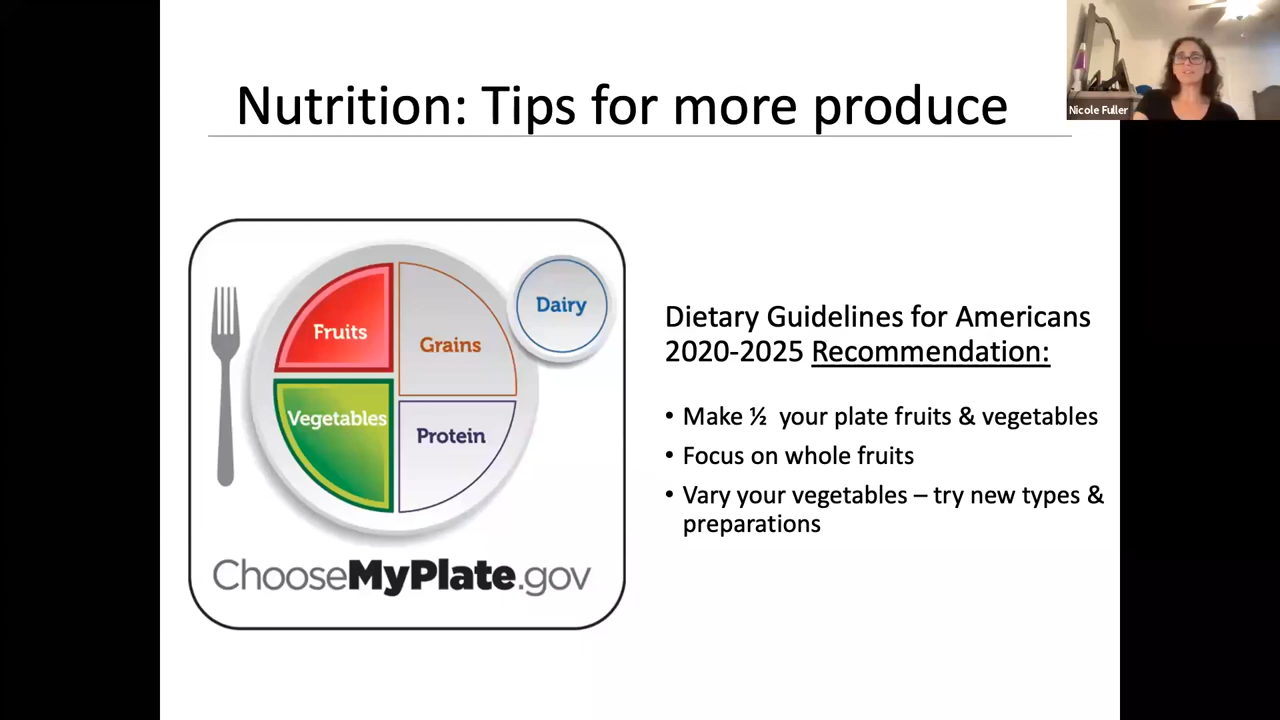 Nutrition: Tips for more produce
Nicole Fuller
Fruits
Grains
Dairy
Vegetables
Protein
ChooseMyPlate.gov
Dietary Guidelines for Americans
2020-2025 Recommendation:
• Make ½ your plate fruits & vegetables
• Focus on whole fruits
• Vary your vegetables – try new types &
preparations